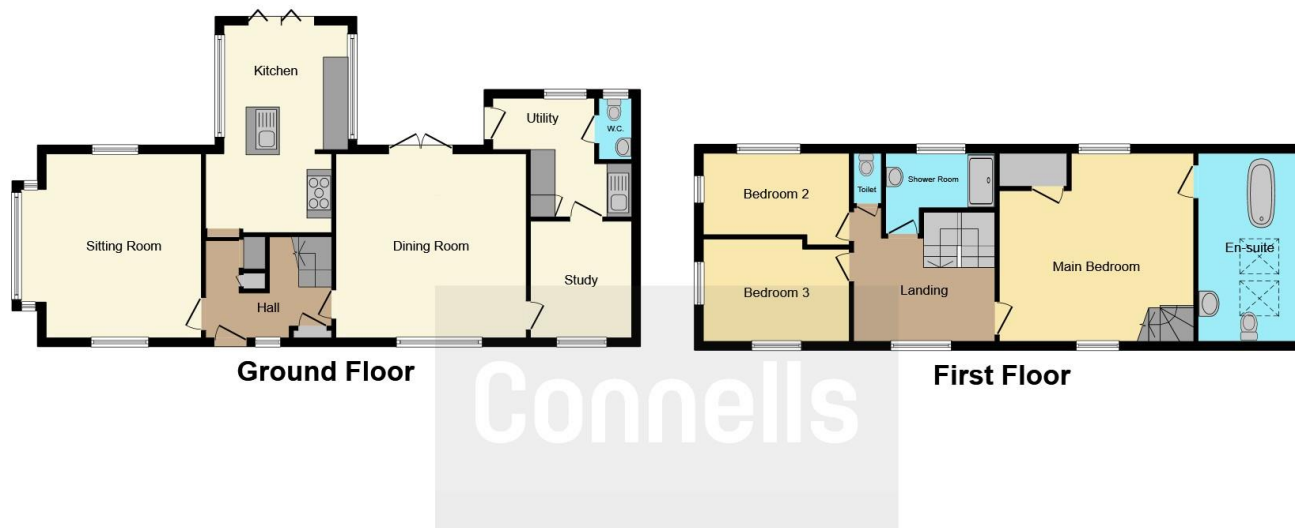 Kitchen
Utility
W.C.
Sitting Room
Dining Room
Study
Hall
Ground Floor
Bedroom 2
Toilet
Shower Room
Bedroom 3
Landing
Main Bedroom
En-suite
First Floor
Connells